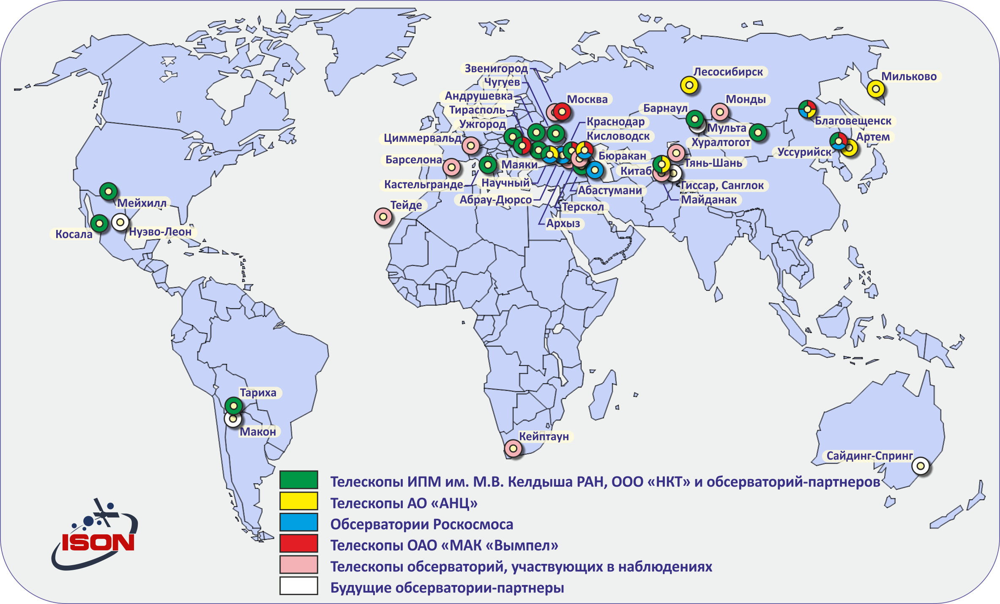 Звенигород
Лесосибирск
Чугуев
Мильково
Андрушевка
Москва
Монды
Тирасполь
Барнаул
Ужгород
Краснодар
Благовещенск
Мульта
Циммервальд
Кисловодск
Артем
Хуралтогот
Уссурийск
Барселона
Маяки
Бюракан
Тянь-Шань
Китаб
Кастельгранде
Научный
Гиссар, Санглок
Абастумани
Абрау-Дюрсо
Майданак
Мейхилл
Тейде
Терскол
Архыз
Косала
Нуэво-Леон
Тариха
Макон
Кейптаун
Сайдинг-Спринг
Телескопы ИПМ им. М.В. Келдыша РАН, ООО «НКТ» и обсерваторий-партнеров
Телескопы АО «АНЦ»
Обсерватории Роскосмоса
Телескопы ОАО «МАК «Вымпел»
Телескопы обсерваторий, участвующих в наблюдениях
Будущие обсерватории-партнеры
ISON